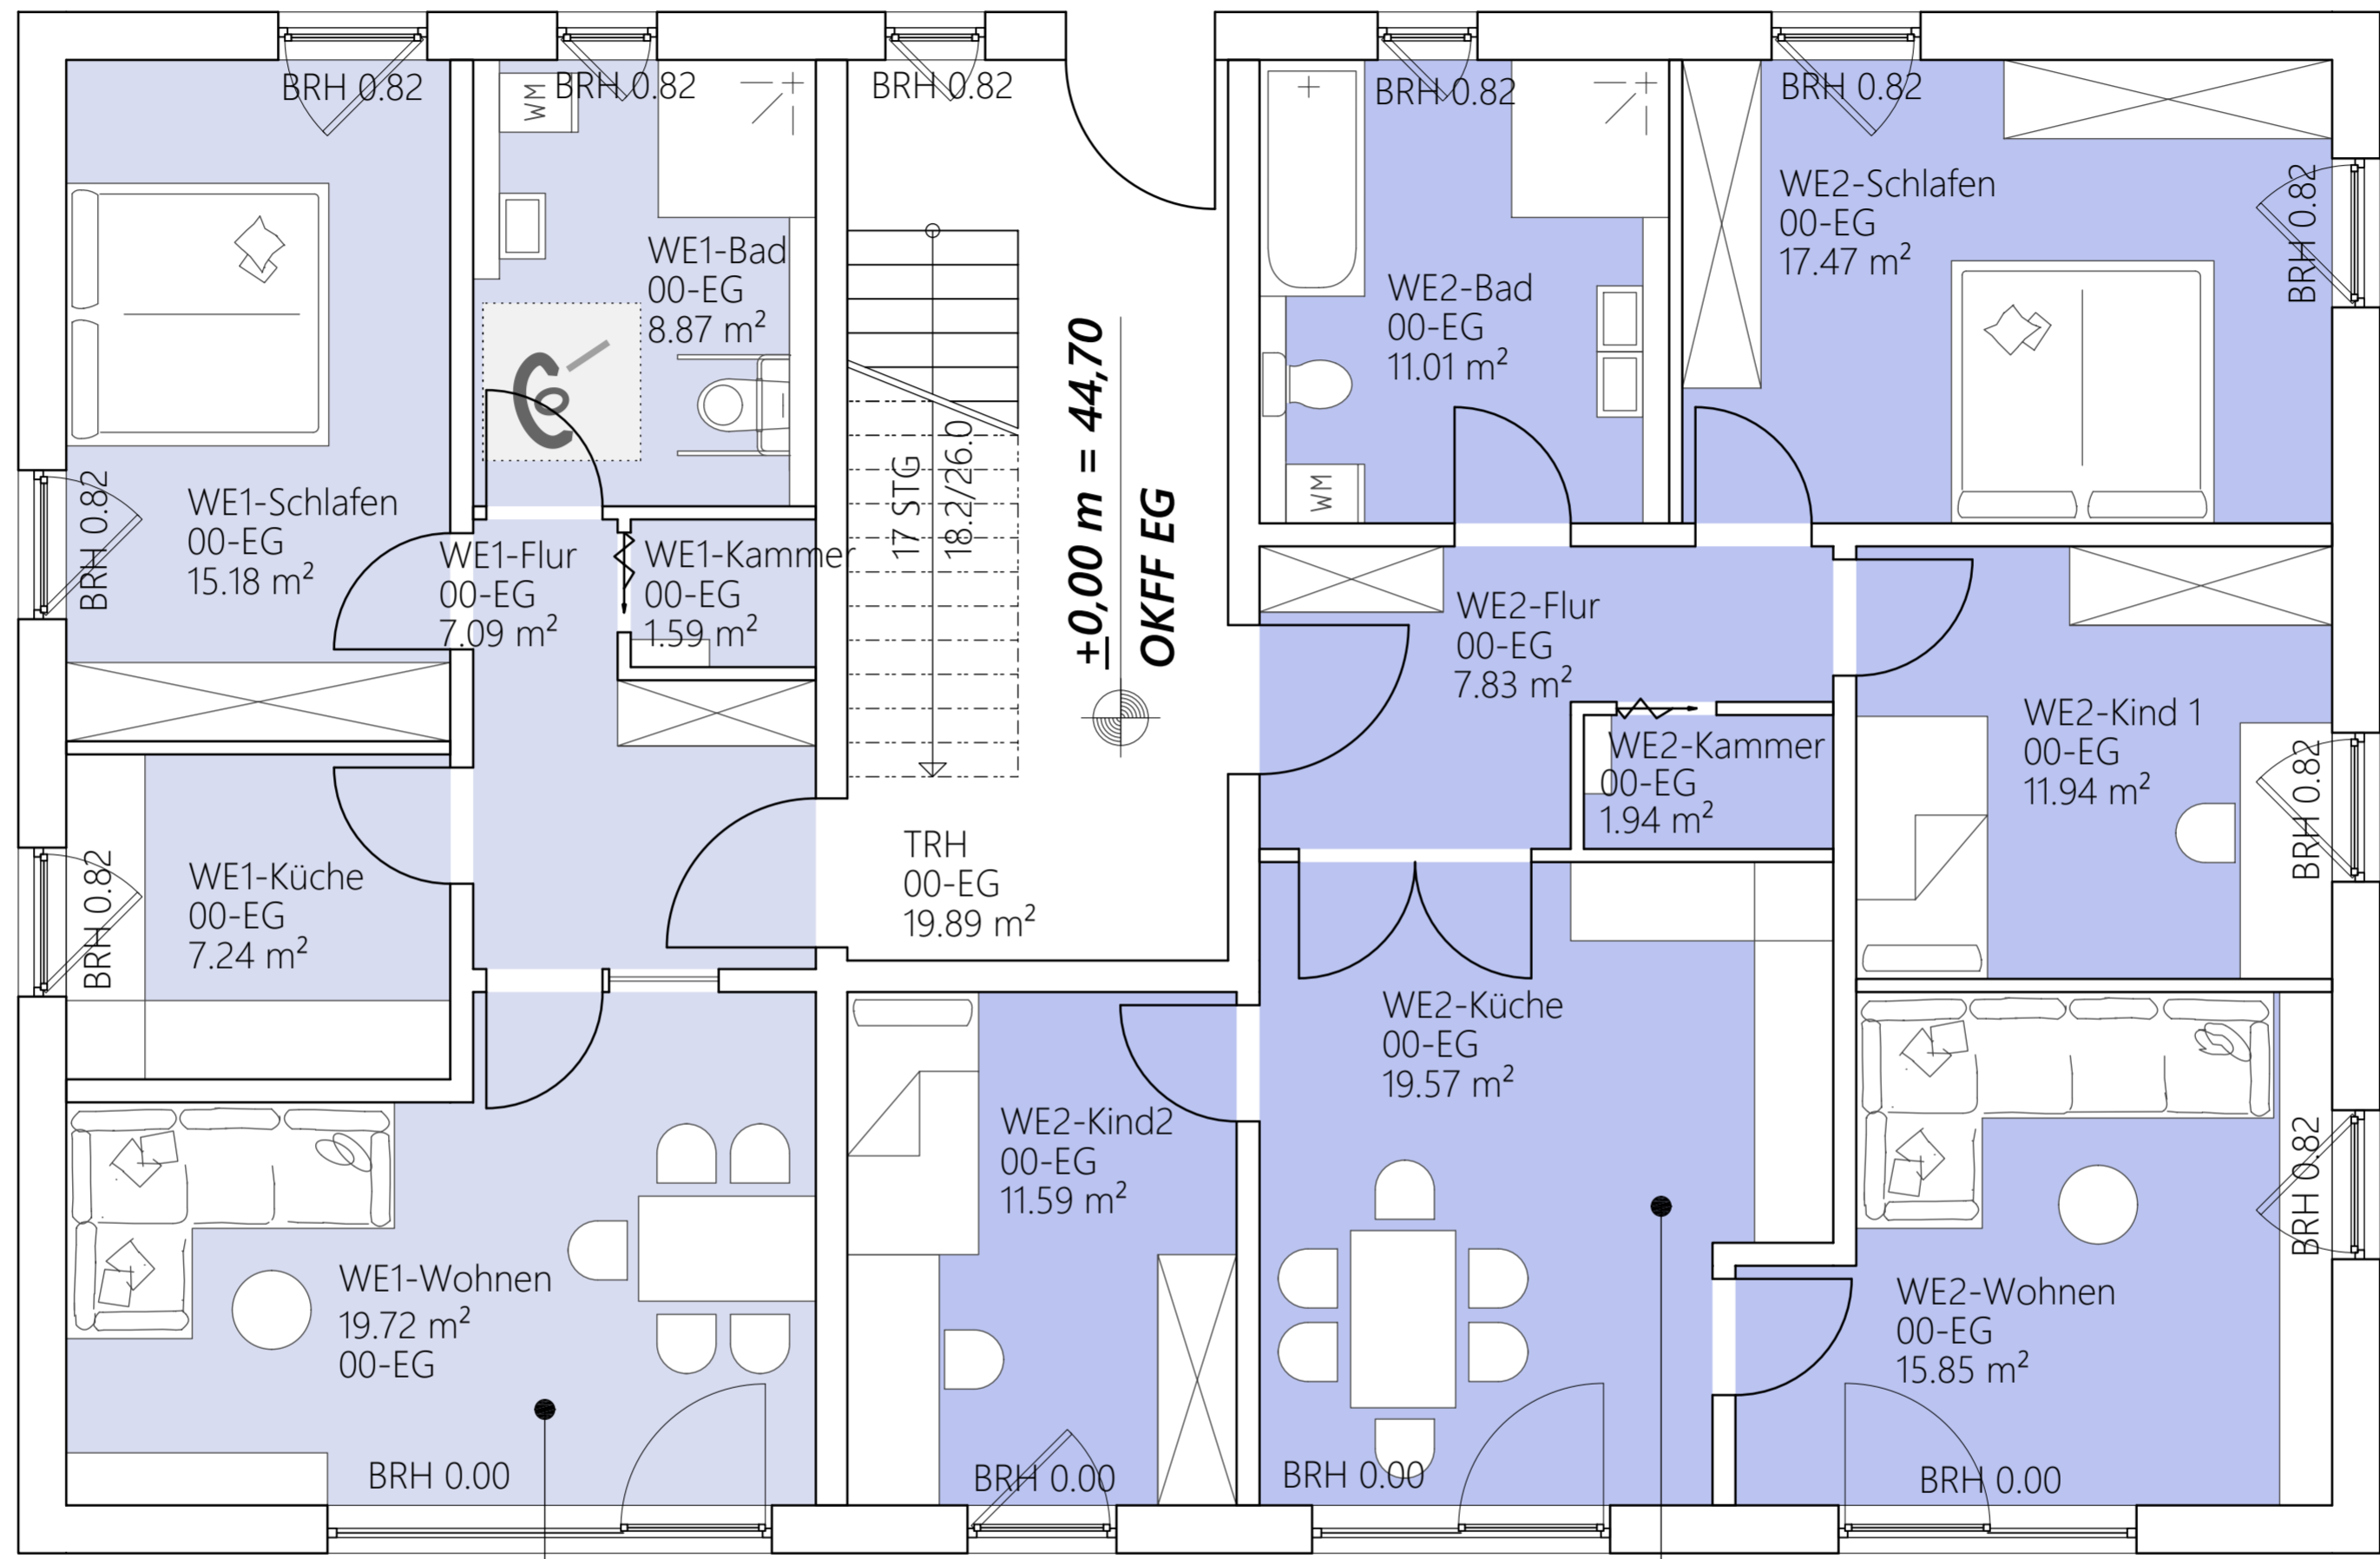 BRH 0.82
BRH 0.82
BRH 0.82
BRH 0.82
BRH 0.82
WM
WE1-Bad
00-EG
8.87 m²
WE2-Bad
00-EG
11.01 m²
WE2-Schlafen
00-EG
17.47 m²
BRH 0.82
WE1-Schlafen
00-EG
15.18 m²
BRH 0.82
WE1-Flur
00-EG
7.09 m²
WE1-Kammer
00-EG
1.59 m²
17 STG
18.2/26.0
±0,00 m = 44,70
OKFF EG
WM
WE2-Flur
00-EG
7.83 m²
WE2-Kammer
00-EG
1.94 m²
WE2-Kind 1
00-EG
11.94 m²
BRH 0.82
WE1-Küche
00-EG
7.24 m²
BRH 0.82
TRH
00-EG
19.89 m²
WE2-Küche
00-EG
19.57 m²
WE2-Kind2
00-EG
11.59 m²
BRH 0.82
WE1-Wohnen
19.72 m²
00-EG
WE2-Wohnen
00-EG
15.85 m²
BRH 0.00
BRH 0.00
BRH 0.00
BRH 0.00